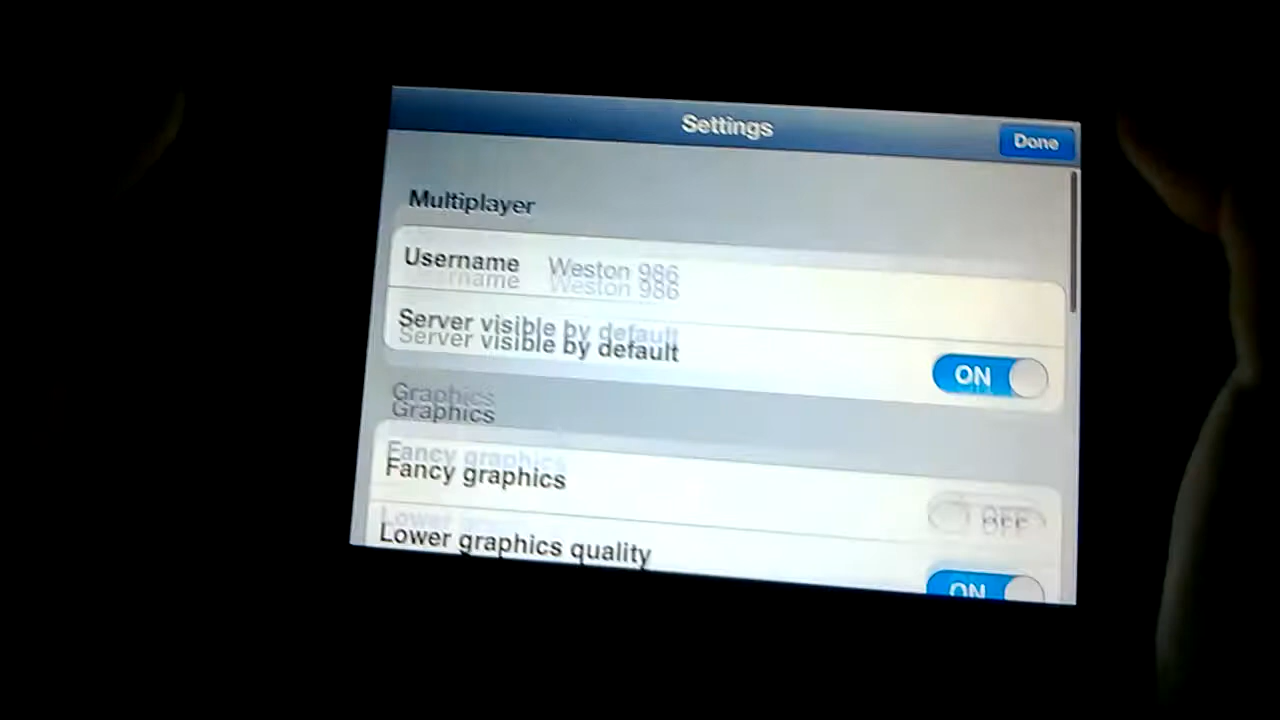 Settings
Done
Multiplayer
Username Weston 986
Server visible by default
ON
Graphics
Fancy graphics
OFF
Lower graphics quality
ON